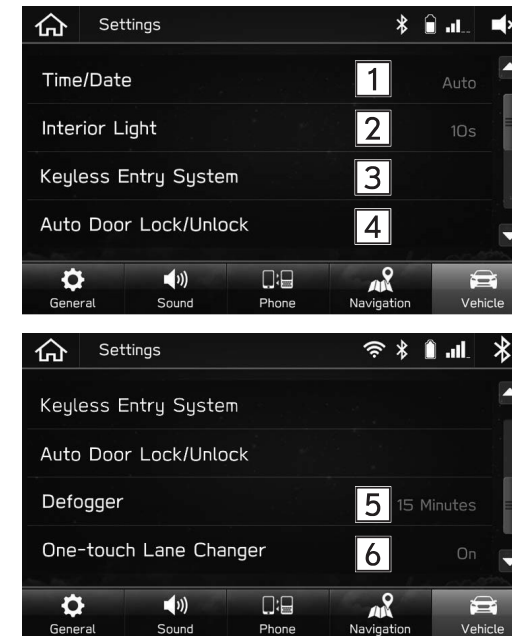 Settings
Time/Date 1 Auto
Interior Light 2 10s
Keyless Entry System 3
Auto Door Lock/Unlock 4
General Sound Phone Navigation Vehicle
Settings
Keyless Entry System
Auto Door Lock/Unlock
Defogger 5 15 Minutes
One-touch Lane Changer 6 On
General Sound Phone Navigation Vehicle